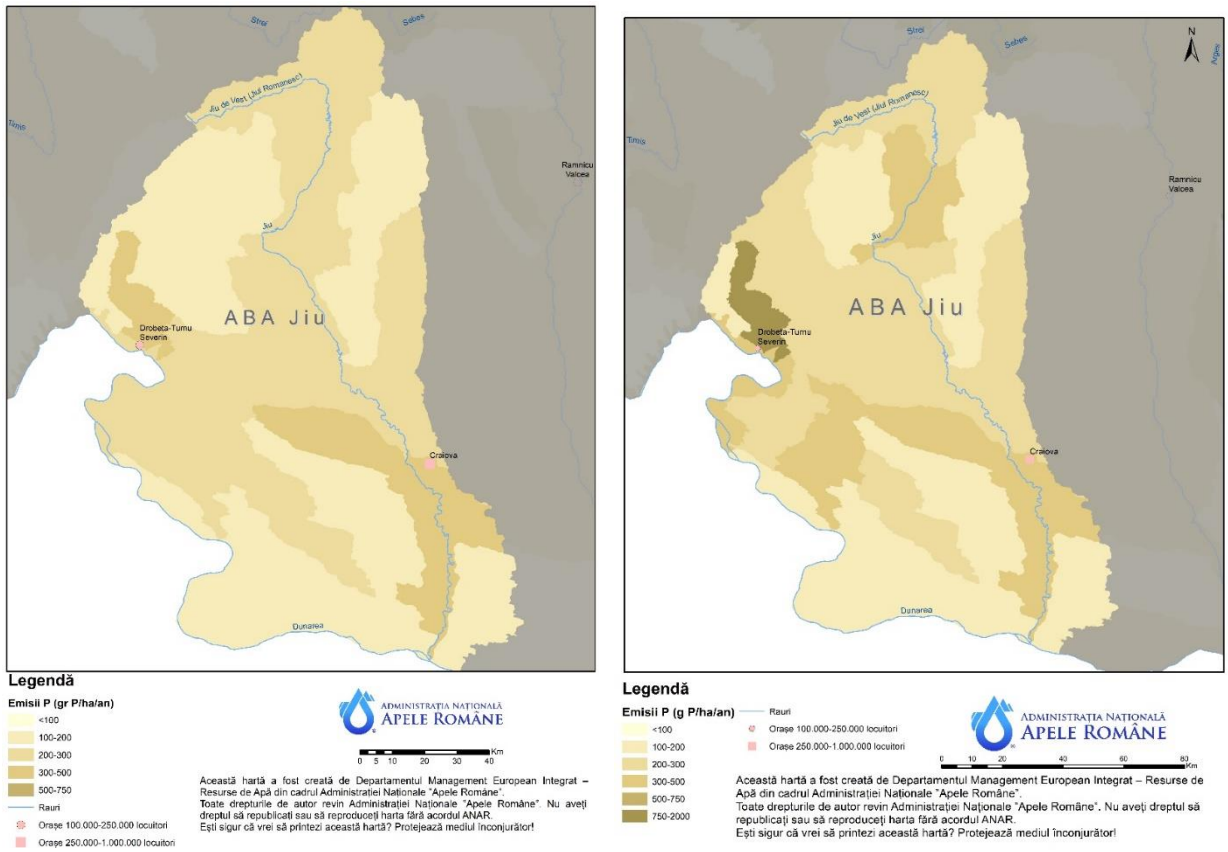 Strei
Sebeș
Jiu de Vest (Jiul Romanesc)
Timis
Ramnicu
Valcea
Jiu
ABA Jiu
Drobeta-Turnu
Severin
Craiova
Dunarea
Legendă
Emisii P (gr P/ha/an)
<100
100-200
200-300
300-500
500-750
Rauri
Orașe 100.000-250.000 locuitori
Orașe 250.000-1.000.000 locuitori
ADMINISTRAȚIA NAȚIONALĂ
APELE ROMÂNE
0 5 10 20 30 40 Km
Această hartă a fost creată de Departamentul Management European Integrat –
Resurse de Apă din cadrul Administrației Naționale "Apele Române".
Toate drepturile de autor revin Administrației Naționale "Apele Române". Nu aveți
dreptul să republicați sau să reproduceți harta fără acordul ANAR.
Ești sigur că vrei să printezi această hartă? Protejează mediul înconjurător!
Strei
Sebeș
N
Argeș
Jiu de Vest (Jiul Romanesc)
Timis
Ramnicu
Valcea
Jiu
ABA Jiu
Drobeta-Turnu
Severin
Craiova
Dunarea
Legendă
Emisii P (g P/ha/an)
<100
100-200
200-300
300-500
500-750
750-2000
Rauri
Orașe 100.000-250.000 locuitori
Orașe 250.000-1.000.000 locuitori
ADMINISTRAȚIA NAȚIONALĂ
APELE ROMÂNE
0 10 20 40 60 80 Km
Această hartă a fost creată de Departamentul Management European Integrat – Resurse de
Apă din cadrul Administrației Naționale "Apele Române".
Toate drepturile de autor revin Administrației Naționale "Apele Române". Nu aveți dreptul să
republicați sau să reproduceți harta fără acordul ANAR.
Ești sigur că vrei să printezi această hartă? Protejează mediul înconjurător!